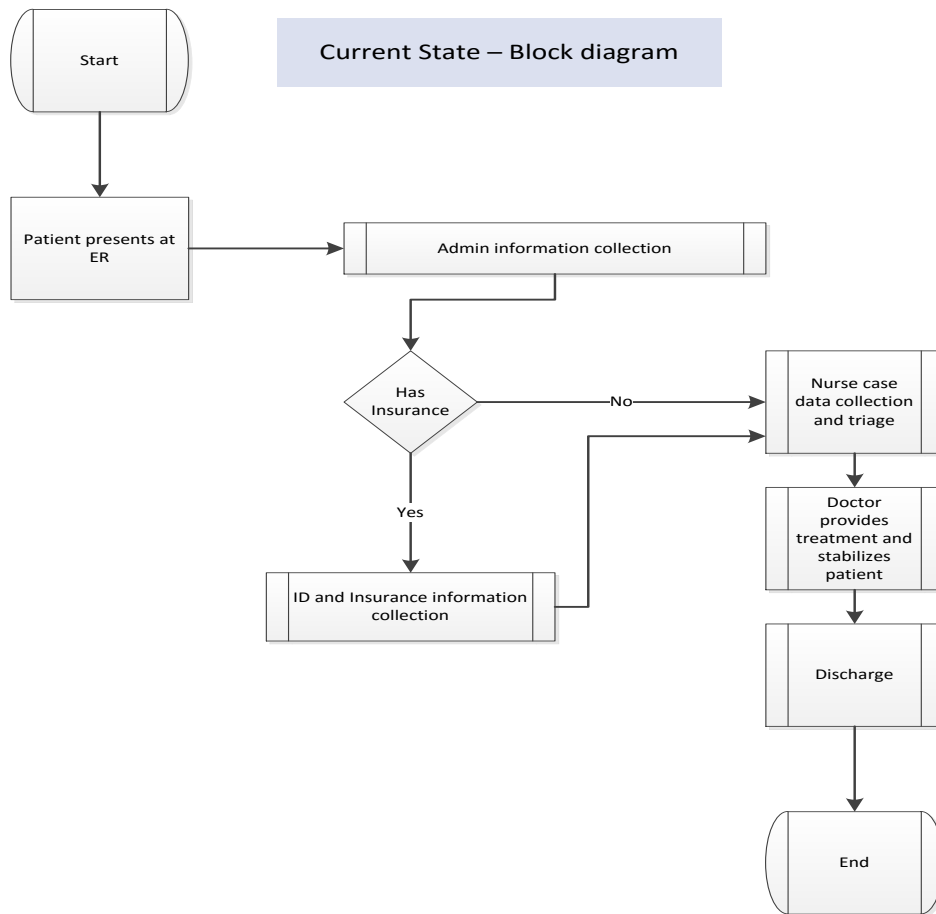 Start
Current State – Block diagram
Patient presents at
ER
Admin information collection
Has
Insurance
No
Nurse case
data collection
and triage
Yes
Doctor
provides
treatment and
stabilizes
patient
ID and Insurance information
collection
Discharge
End